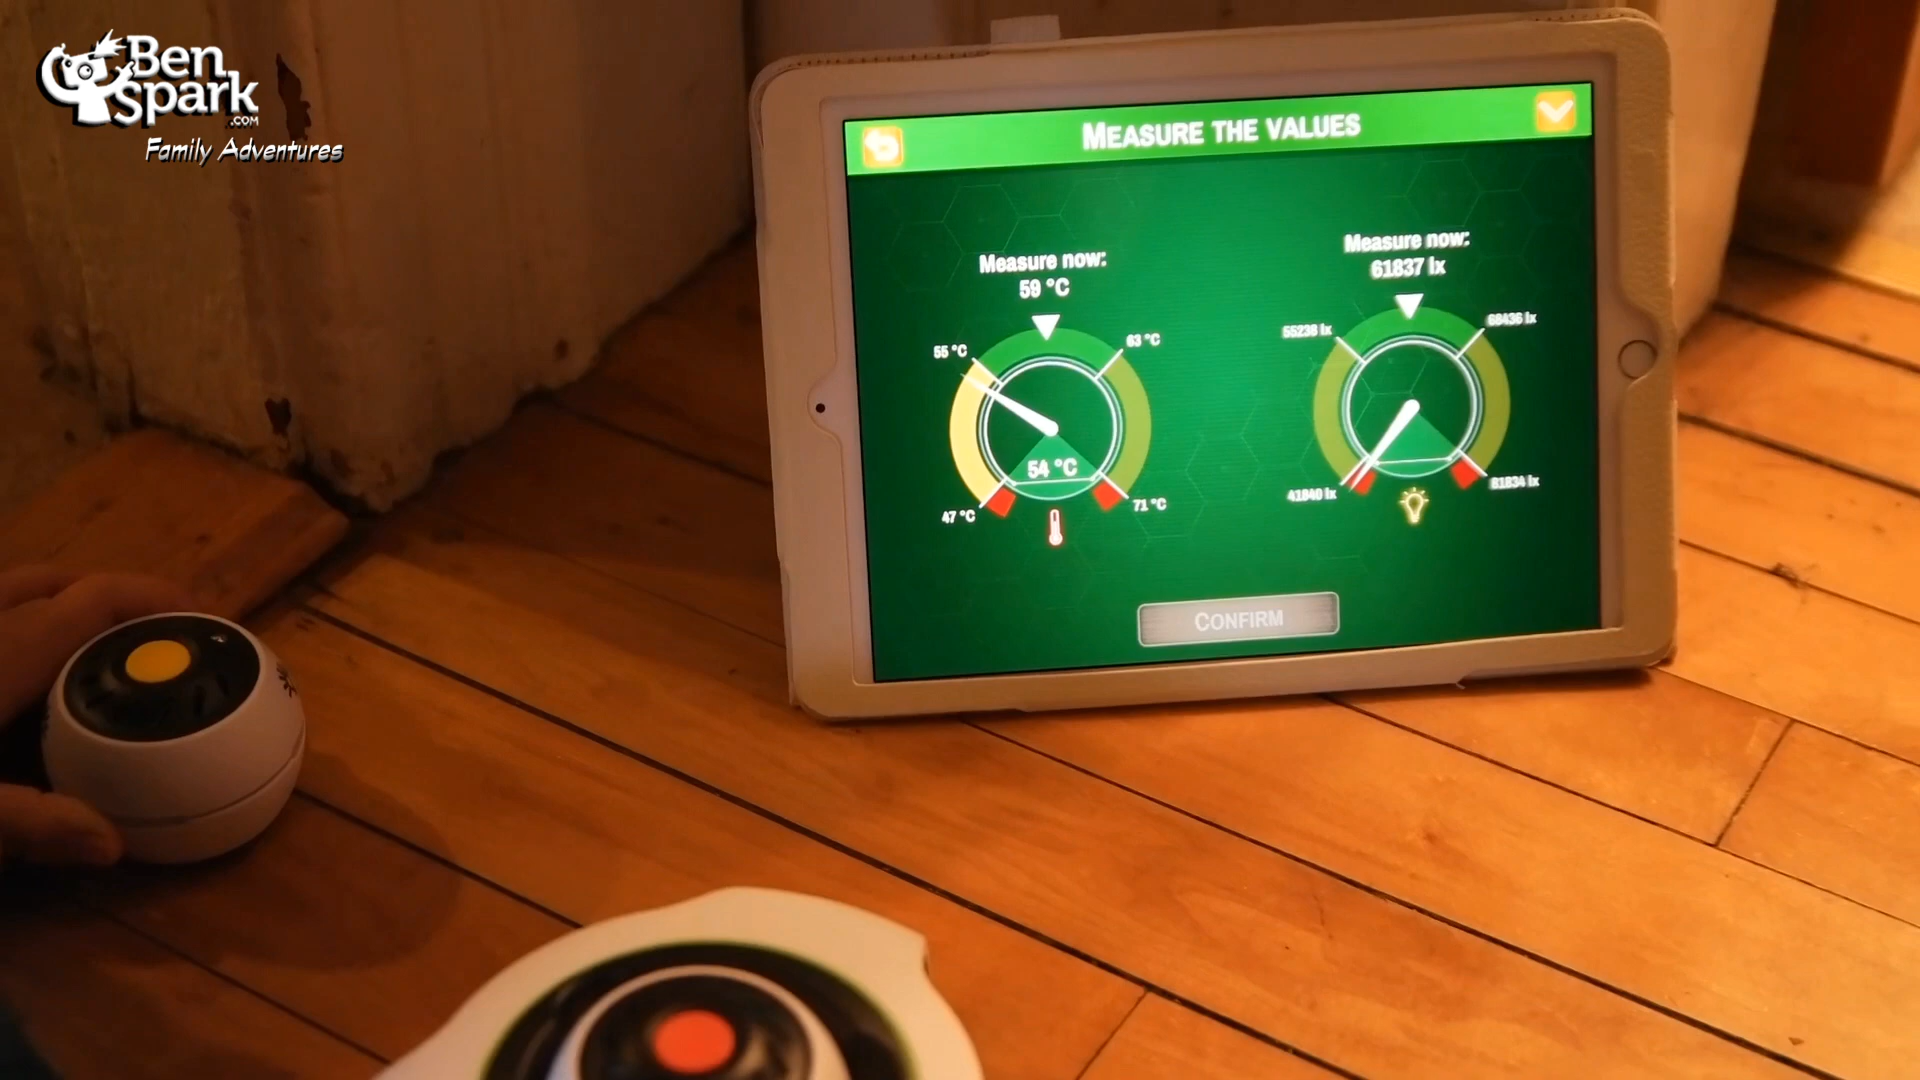 Ben
Spark
.COM
Family Adventures
MEASURE THE VALUES
Measure now:
59 °C
55 °C
63 °C
54 °C
47 °C
71 °C
Measure now:
61837 lx
55238 lx
68436 lx
41840 lx
81834 lx
CONFIRM